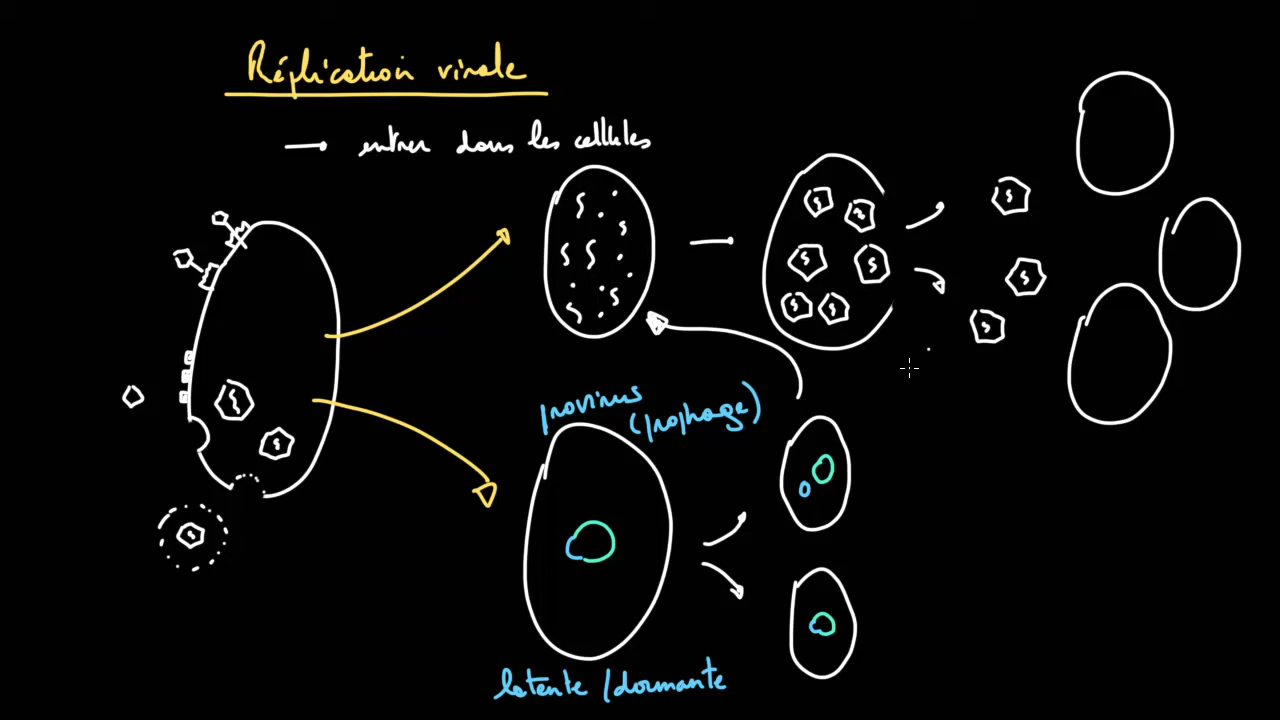 Réplication virale
entrer dans les cellules
provirus
(prophage)
latente /dormante